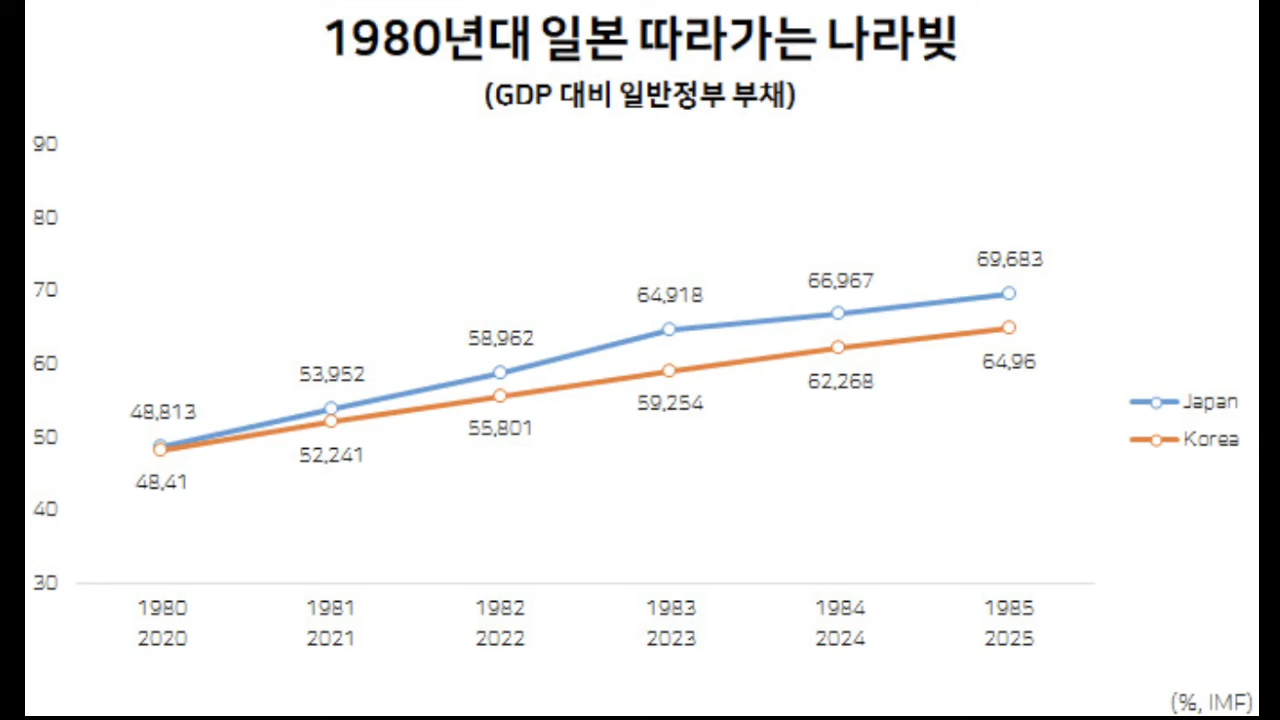 1980년대 일본 따라가는 나라빚
(GDP 대비 일반정부 부채)
90
80
70
60
50
40
30
48,813
53,952
58,962
64,918
66,967
69,683
48,41
52,241
55,801
59,254
62,268
64,96
Japan
Korea
1980 1981 1982 1983 1984 1985
2020 2021 2022 2023 2024 2025
(%, IMF)